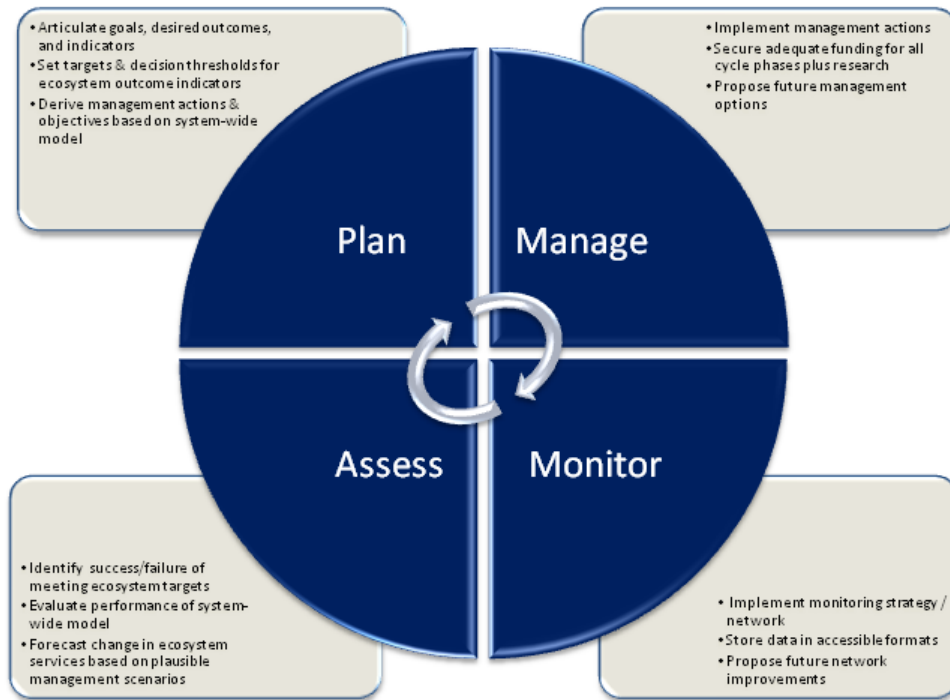 • Articulate goals, desired outcomes,
and indicators
• Set targets & decision thresholds for
ecosystem outcome indicators
• Derive management actions &
objectives based on system-wide
model
• Implement management actions
• Secure adequate funding for all
cycle phases plus research
• Propose future management
options
Plan
Manage
Assess
Monitor
• Identify success/failure of
meeting ecosystem targets
• Evaluate performance of system-
wide model
• Forecast change in ecosystem
services based on plausible
management scenarios
• Implement monitoring strategy /
network
• Store data in accessible formats
• Propose future network
improvements